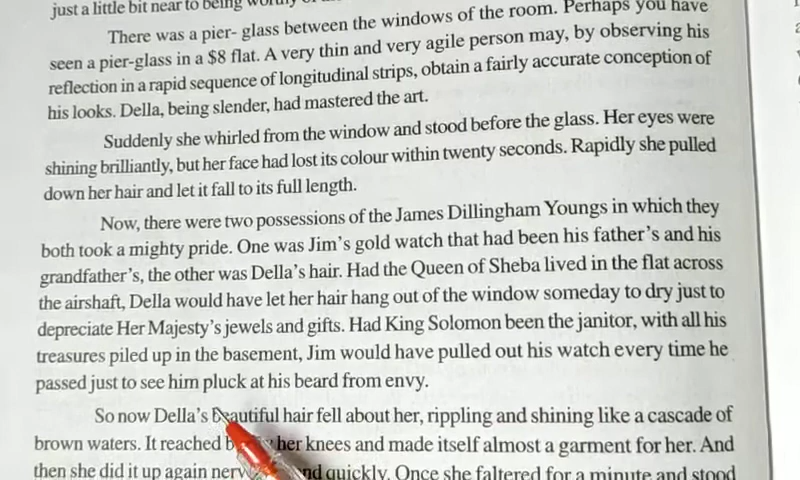 just a little bit near to being worthy of
There was a pier- glass between the windows of the room. Perhaps you have
seen a pier-glass in a $8 flat. A very thin and very agile person may, by observing his
reflection in a rapid sequence of longitudinal strips, obtain a fairly accurate conception of
his looks. Della, being slender, had mastered the art.
Suddenly she whirled from the window and stood before the glass. Her eyes were
shining brilliantly, but her face had lost its colour within twenty seconds. Rapidly she pulled
down her hair and let it fall to its full length.
Now, there were two possessions of the James Dillingham Youngs in which they
both took a mighty pride. One was Jim's gold watch that had been his father's and his
grandfather's, the other was Della's hair. Had the Queen of Sheba lived in the flat across
the airshaft, Della would have let her hair hang out of the window someday to dry just to
depreciate Her Majesty's jewels and gifts. Had King Solomon been the janitor, with all his
treasures piled up in the basement, Jim would have pulled out his watch every time he
passed just to see him pluck at his beard from envy.
So now Della's beautiful hair fell about her, rippling and shining like a cascade of
brown waters. It reached her knees and made itself almost a garment for her. And
then she did it up again quickly. Once she faltered for a minute and stood